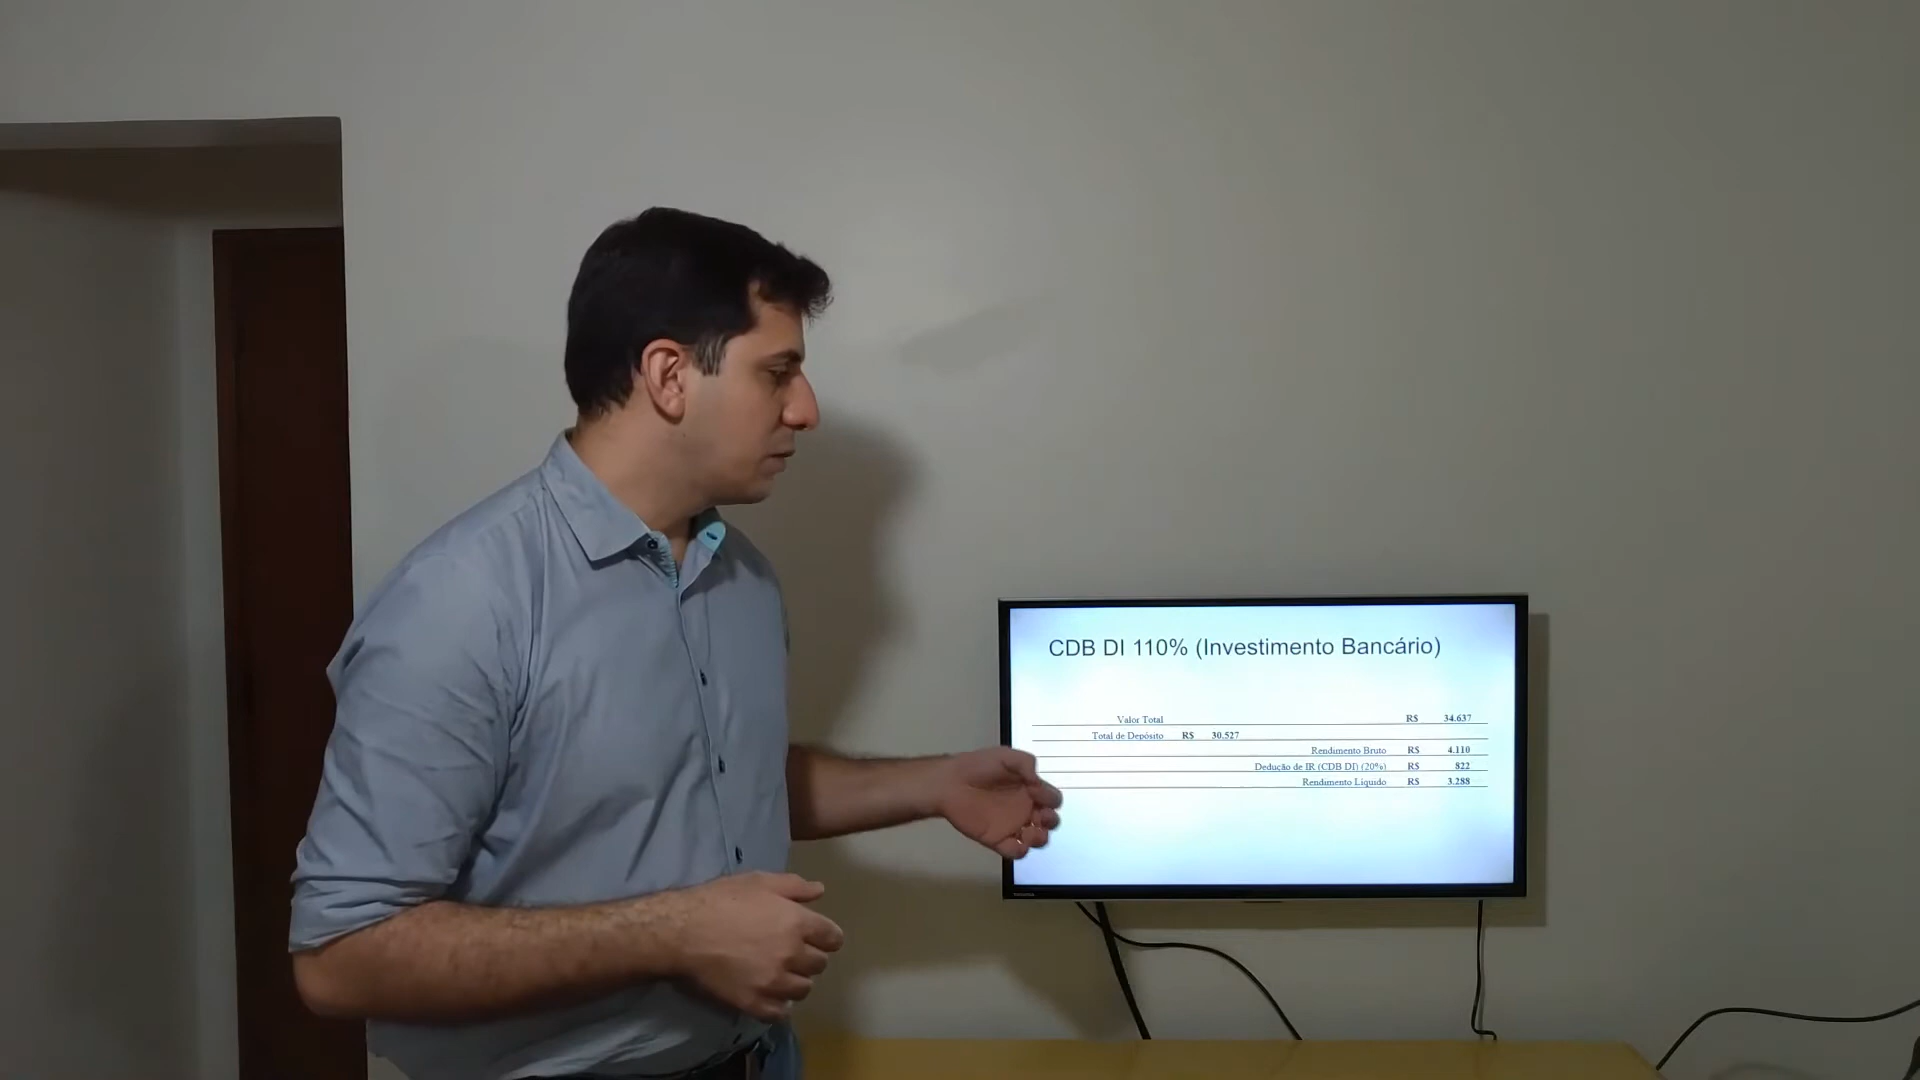 CDB DI 110% (Investimento Bancário)
Valor Total R$ 34.637
Total de Depósito R$ 30.527
Rendimento Bruto R$ 4.110
Dedução de IR (CDB DI) (20%) R$ 822
Rendimento Líquido R$ 3.288